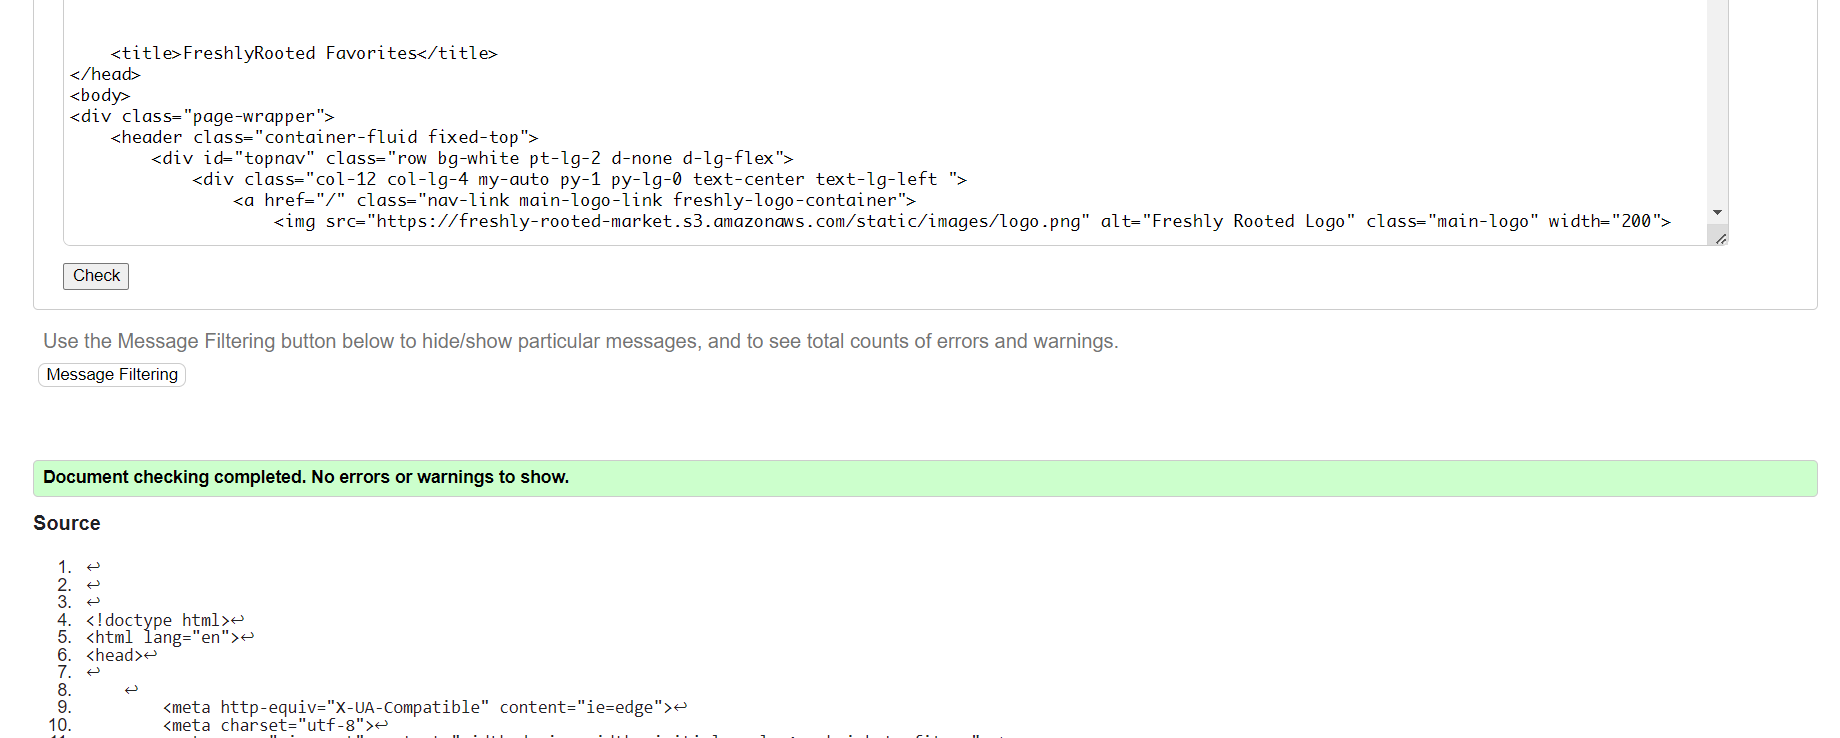 <title>FreshlyRooted Favorites</title>
</head>
<body>
<div class="page-wrapper">
<header class="container-fluid fixed-top">
<div id="topnav" class="row bg-white pt-lg-2 d-none d-lg-flex">
<div class="col-12 col-lg-4 my-auto py-1 py-lg-0 text-center text-lg-left ">
<a href="/" class="nav-link main-logo-link freshly-logo-container">
<img src="https://freshly-rooted-market.s3.amazonaws.com/static/images/logo.png" alt="Freshly Rooted Logo" class="main-logo" width="200">
Check
Use the Message Filtering button below to hide/show particular messages, and to see total counts of errors and warnings.
Message Filtering
Document checking completed. No errors or warnings to show.
Source
1. ↩
2. ↩
3. ↩
4. <!doctype html>↩
5. <html lang="en">↩
6. <head>↩
7. ↩
8. ↩
9. <meta http-equiv="X-UA-Compatible" content="ie=edge">↩
10. <meta charset="utf-8">↩